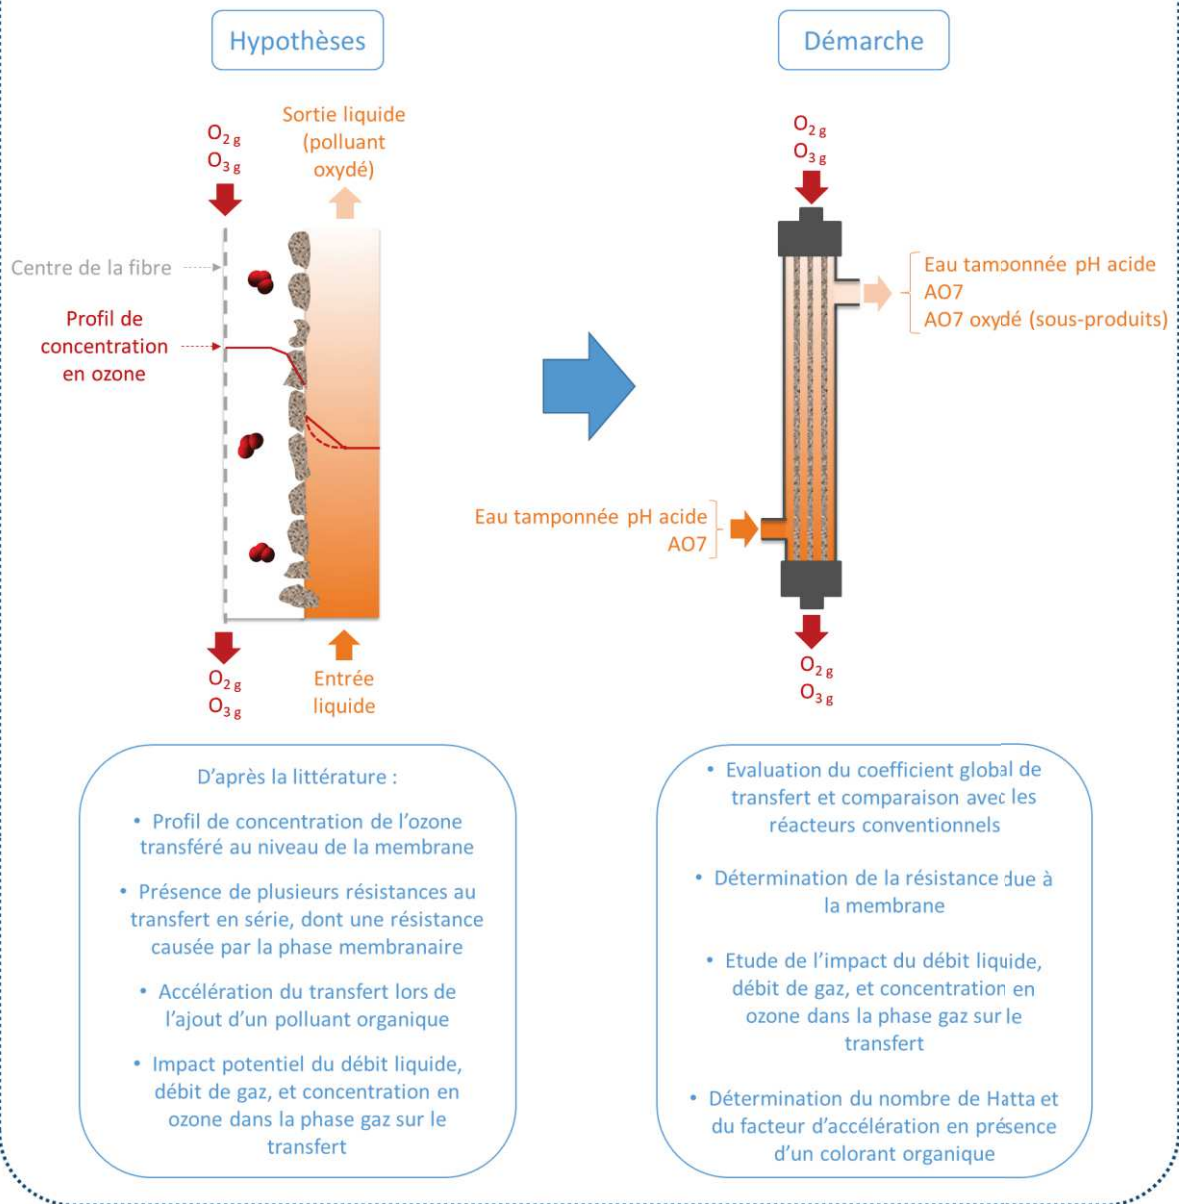 Hypothèses
O2 g
O3 g
Sortie liquide
(polluant
oxydé)
Centre de la fibre
Profil de
concentration
en ozone
O2 g
O3 g
Entrée
liquide
D'après la littérature :
• Profil de concentration de l'ozone
transféré au niveau de la membrane
• Présence de plusieurs résistances au
transfert en série, dont une résistance
causée par la phase membranaire
• Accélération du transfert lors de
l'ajout d'un polluant organique
• Impact potentiel du débit liquide,
débit de gaz, et concentration en
ozone dans la phase gaz sur le
transfert
Démarche
O2 g
O3 g
Eau tamponnée pH acide
AO7
AO7 oxydé (sous-produits)
Eau tamponnée pH acide
AO7
O2 g
O3 g
• Evaluation du coefficient global de
transfert et comparaison avec les
réacteurs conventionnels
• Détermination de la résistance due à
la membrane
• Etude de l'impact du débit liquide,
débit de gaz, et concentration en
ozone dans la phase gaz sur le
transfert
• Détermination du nombre de Hatta et
du facteur d'accélération en présence
d'un colorant organique